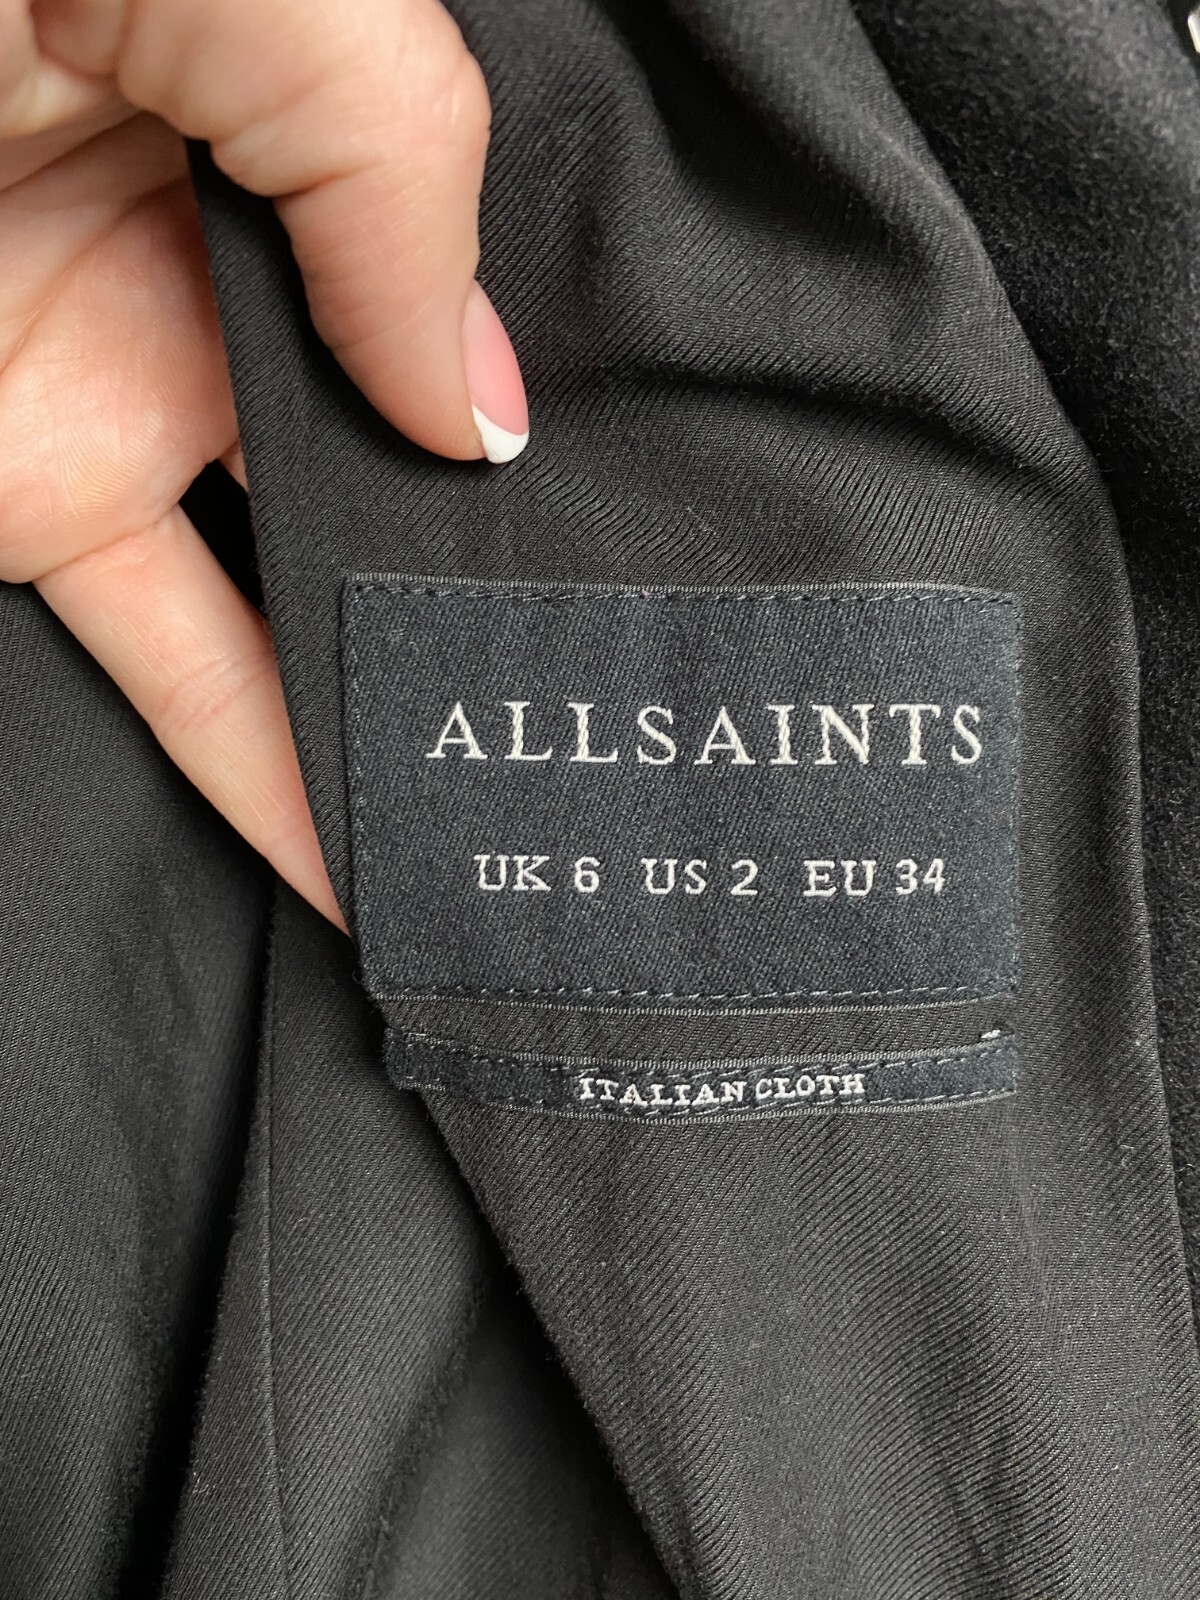 ALLSAINTS
UK 6 US 2 EU 34
ITALIAN CLOTH